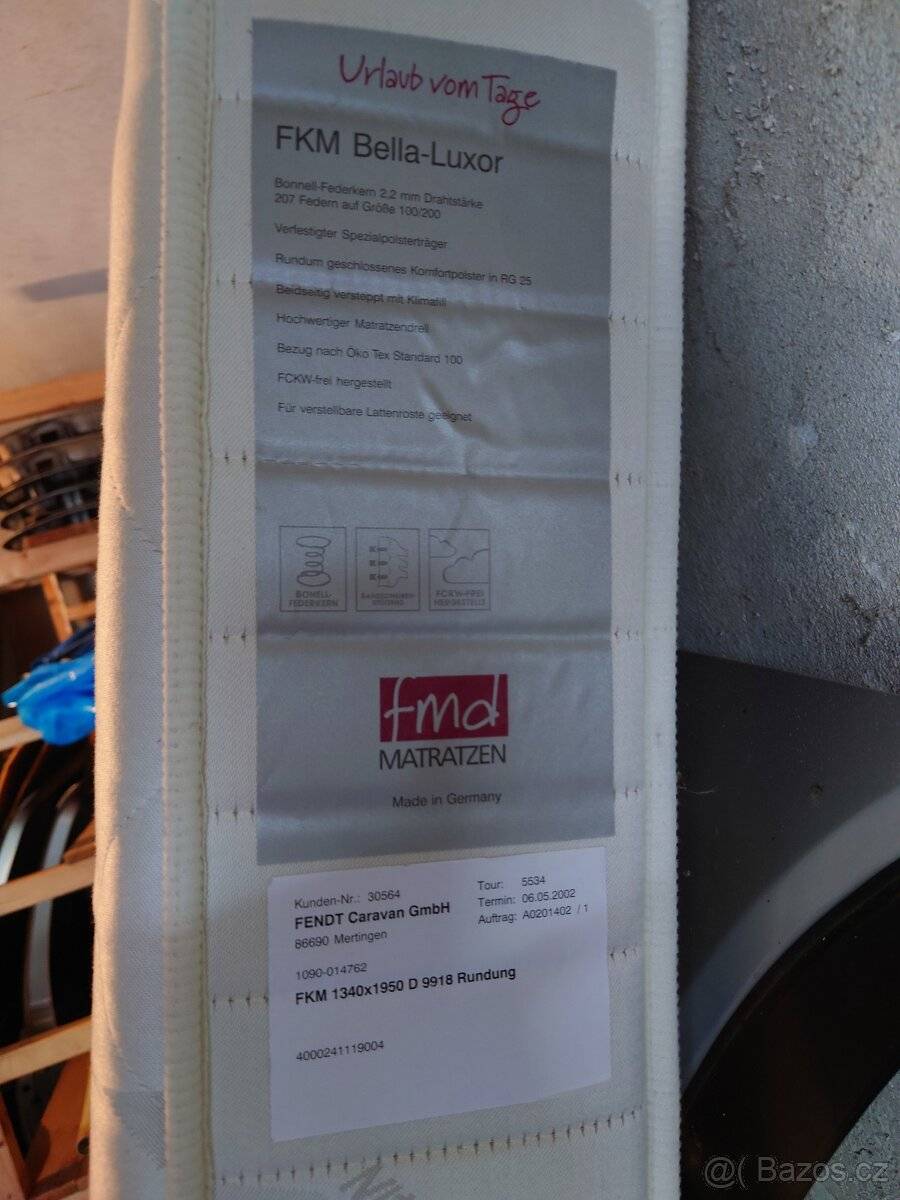 Urlaub vom Tage
FKM Bella-Luxor
Bonnell-Federkern 2.2 mm Drahtstärke
207 Federn auf Größe 100/200
Verfestigter Spezialpolsterträger
Rundum geschlossenes Komfortpolster in RG 25
Beidseitig versteppt mit Klimafill
Hochwertiger Matratzendrell
Bezug nach Öko Tex Standard 100
FCKW-frei hergestellt
Für verstellbare Lattenroste geeignet
BONELL-
FEDERKERN
FCKW-FREI
HERGESTELLT
fmd
MATRATZEN
Made in Germany
Kunden-Nr.: 30564
FENDT Caravan GmbH
86690 Mertingen
Tour: 5534
Termin: 06.05.2002
Auftrag: A0201402 / 1
1090-014762
FKM 1340x1950 D 9918 Rundung
4000241119004
@( Bazos.cz